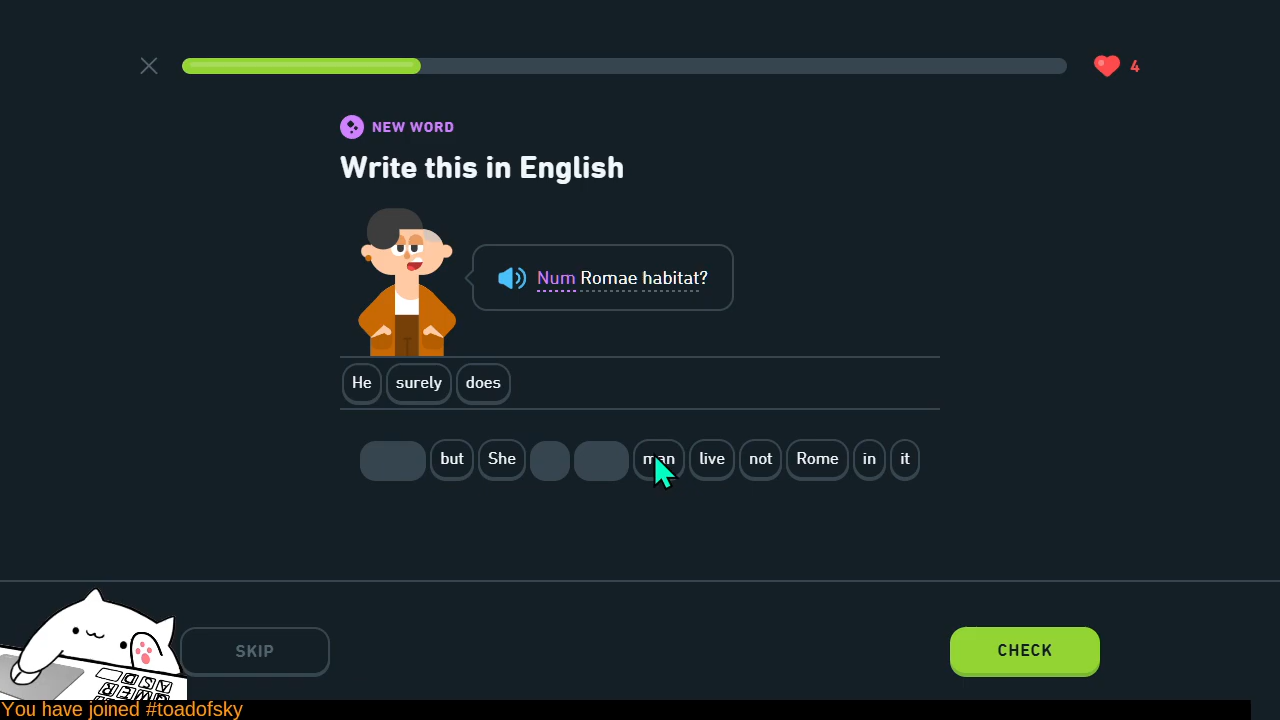 4
NEW WORD
Write this in English
Num Romae habitat?
He surely does
but She man live not Rome in it
SKIP
CHECK
You have joined #toadofsky